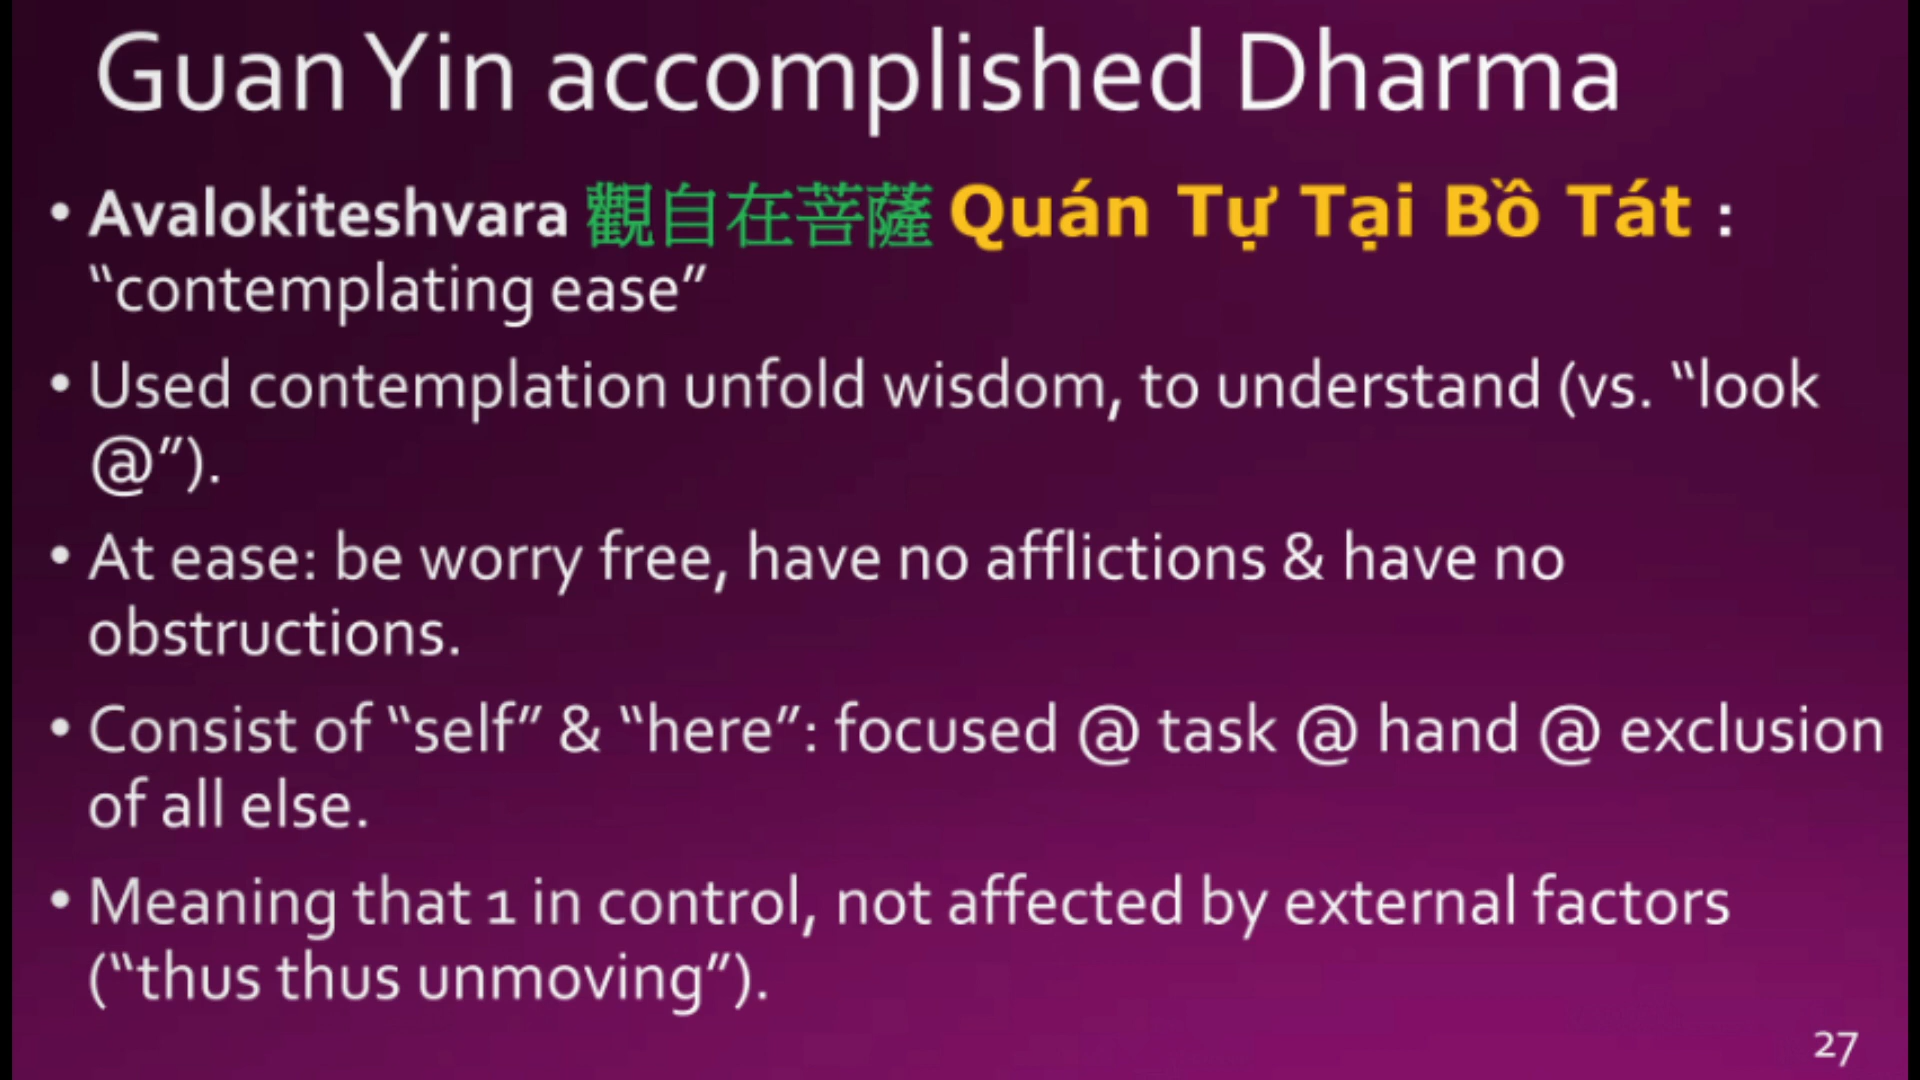 Guan Yin accomplished Dharma
• Avalokiteshvara 觀自在菩薩 Quán Tự Tại Bồ Tát :
“contemplating ease”
• Used contemplation unfold wisdom, to understand (vs. “look
@”).
• At ease: be worry free, have no afflictions & have no
obstructions.
• Consist of “self” & “here”: focused @ task @ hand @ exclusion
of all else.
• Meaning that 1 in control, not affected by external factors
(“thus thus unmoving”).
27